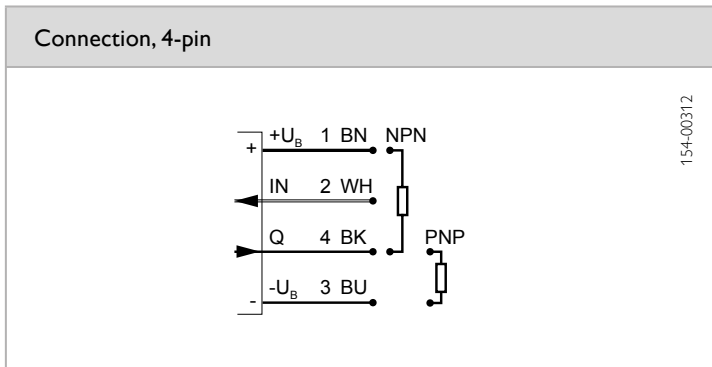 Connection, 4-pin
154-00312
+U_B 1 BN NPN
+
IN 2 WH
Q 4 BK PNP
-U_B 3 BU
-